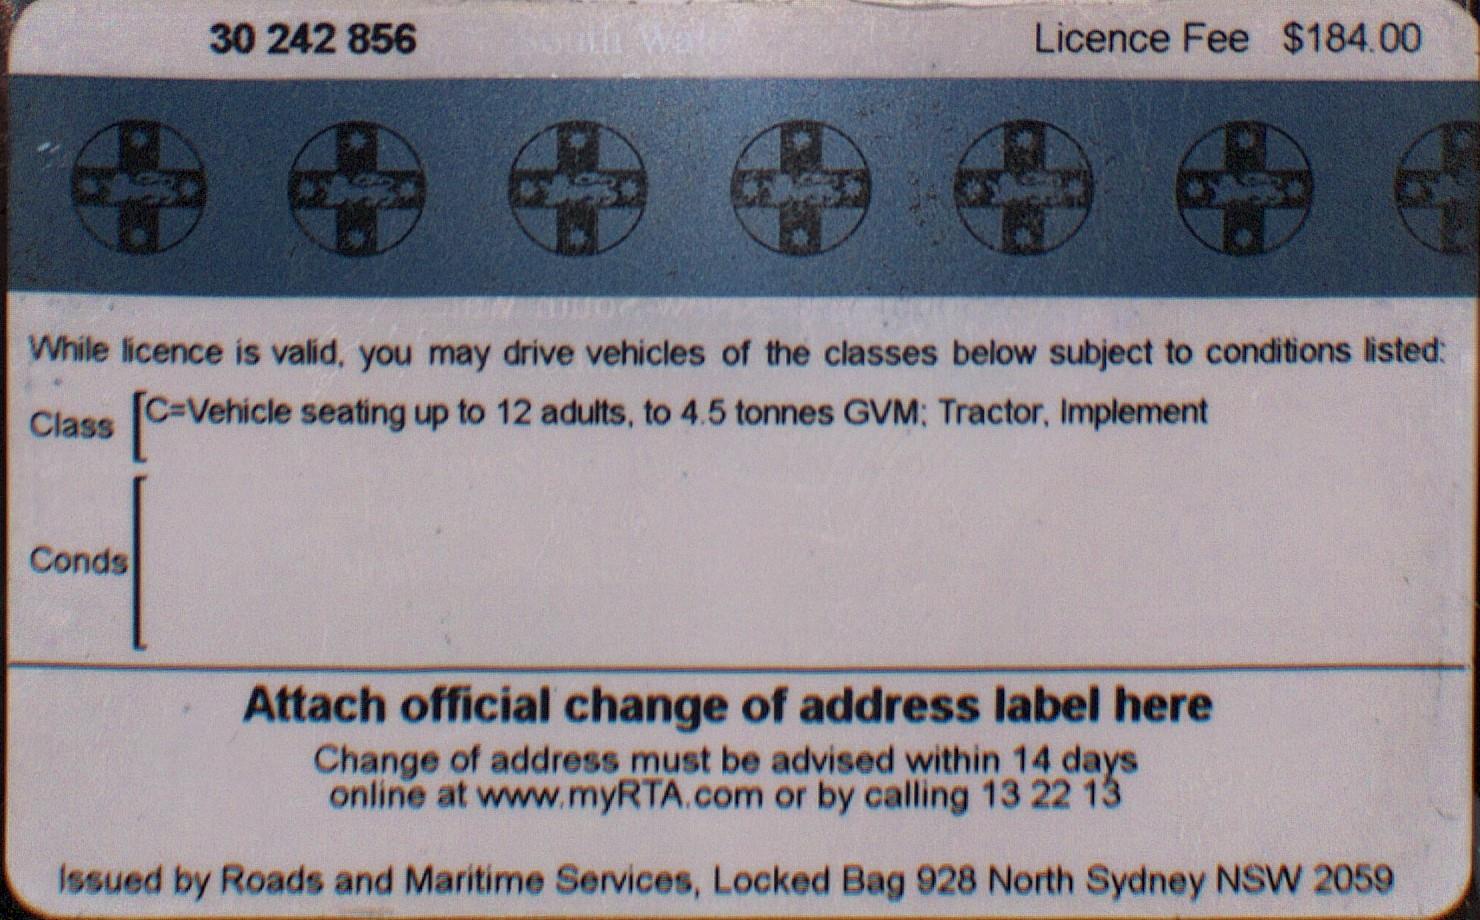 30 242 856 Licence Fee $184.00
While licence is valid, you may drive vehicles of the classes below subject to conditions listed:
Class C=Vehicle seating up to 12 adults, to 4.5 tonnes GVM; Tractor, Implement
Conds
Attach official change of address label here
Change of address must be advised within 14 days
online at www.myRTA.com or by calling 13 22 13
Issued by Roads and Maritime Services, Locked Bag 928 North Sydney NSW 2059